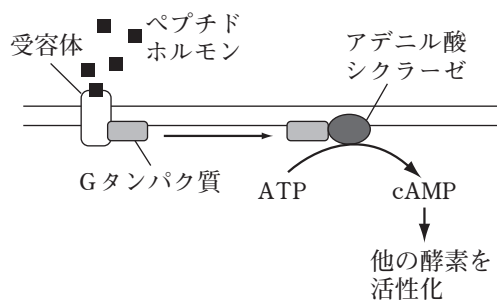 ペプチド
ホルモン
受容体
アデニル酸
シクラーゼ
Gタンパク質
ATP
cAMP
他の酵素を
活性化